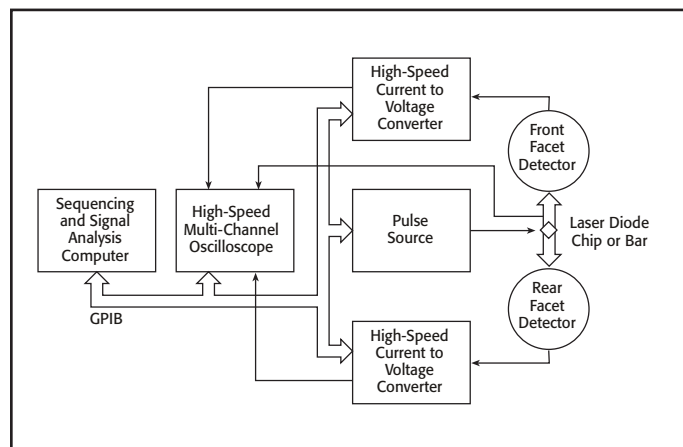 High-Speed
Current to
Voltage
Converter
Front
Facet
Detector
Sequencing
and Signal
Analysis
Computer
High-Speed
Multi-Channel
Oscilloscope
Pulse
Source
Laser Diode
Chip or Bar
GPIB
High-Speed
Current to
Voltage
Converter
Rear
Facet
Detector